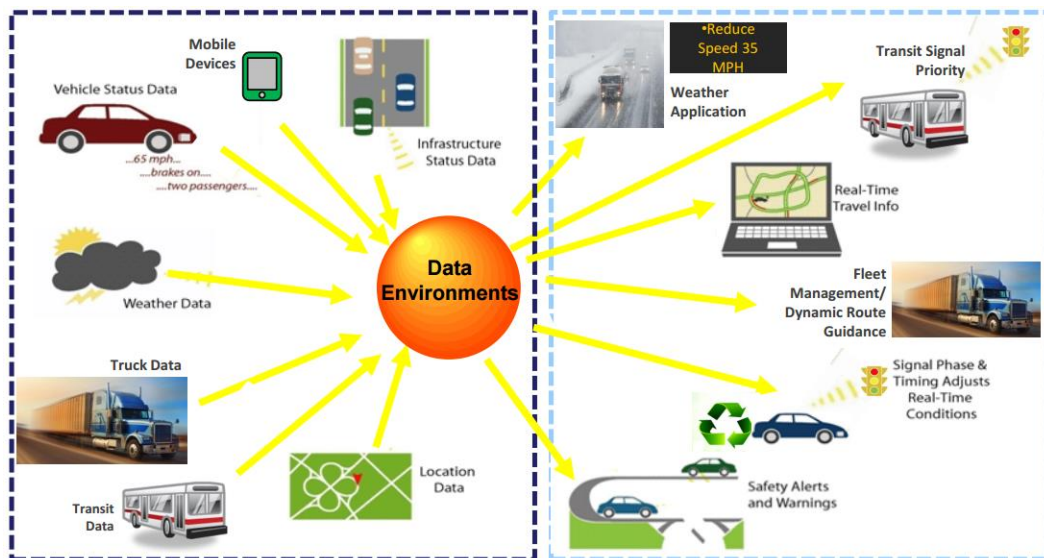 Mobile
Devices
Vehicle Status Data
...65 mph...
....brakes on....
.....two passengers....
Infrastructure
Status Data
Weather Data
Truck Data
Transit
Data
Location
Data
Data
Environments
•Reduce
Speed 35
MPH
Weather
Application
Transit Signal
Priority
Real-Time
Travel Info
Fleet
Management/
Dynamic Route
Guidance
Signal Phase &
Timing Adjusts
Real-Time
Conditions
Safety Alerts
and Warnings